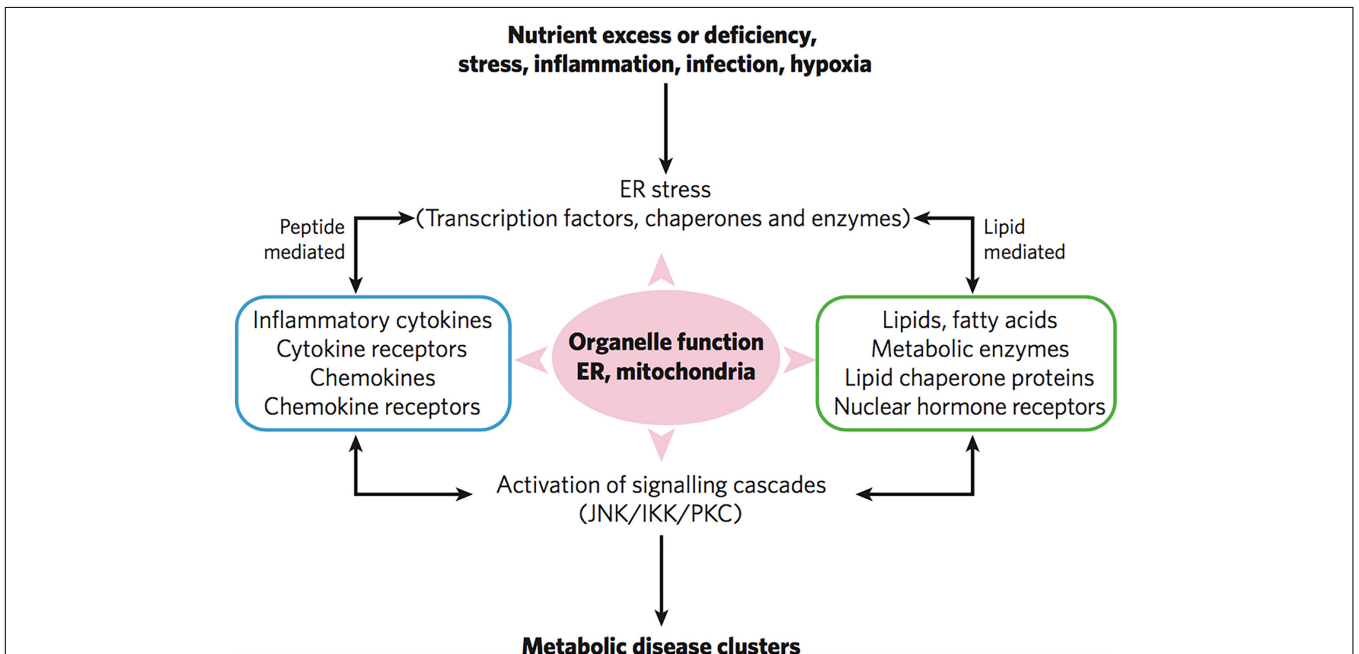 Nutrient excess or deficiency,
stress, inflammation, infection, hypoxia
ER stress
(Transcription factors, chaperones and enzymes)
Peptide
mediated
Lipid
mediated
Inflammatory cytokines
Cytokine receptors
Chemokines
Chemokine receptors
Organelle function
ER, mitochondria
Lipids, fatty acids
Metabolic enzymes
Lipid chaperone proteins
Nuclear hormone receptors
Activation of signalling cascades
(JNK/IKK/PKC)
Metabolic disease clusters